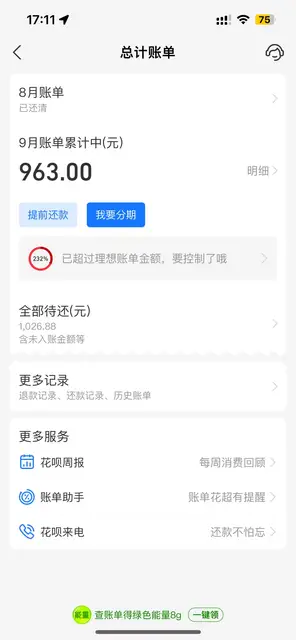 17:11
75
总计账单
8月账单
已还清
9月账单累计中(元)
963.00
明细
提前还款
我要分期
232%
已超过理想账单金额，要控制了哦
全部待还(元)
1,026.88
含未入账金额等
更多记录
退款记录、还款记录、历史账单
更多服务
花呗周报
每周消费回顾
账单助手
账单花超有提醒
花呗来电
还款不怕忘
能量
查账单得绿色能量8g
一键领